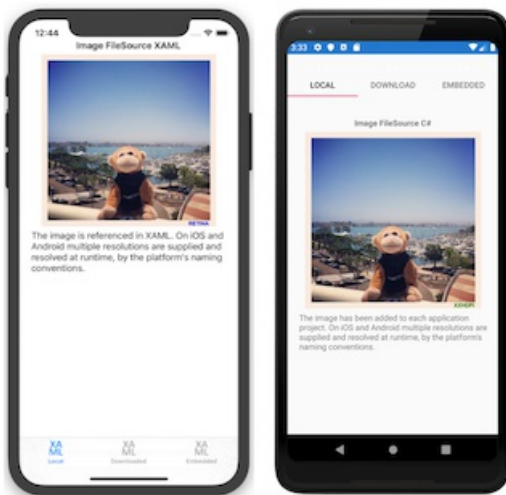 12:44
Image FileSource XAML
RETINA
The image is referenced in XAML. On iOS and
Android multiple resolutions are supplied and
resolved at runtime, by the platform's naming
conventions.
XA
ML
Local
XA
ML
Downloaded
XA
ML
Embedded
3:33
LOCAL
DOWNLOAD
EMBEDDED
Image FileSource C#
XXHDPI
The image has been added to each application
project. On iOS and Android multiple resolutions are
supplied and resolved at runtime, by the platform's
naming conventions.